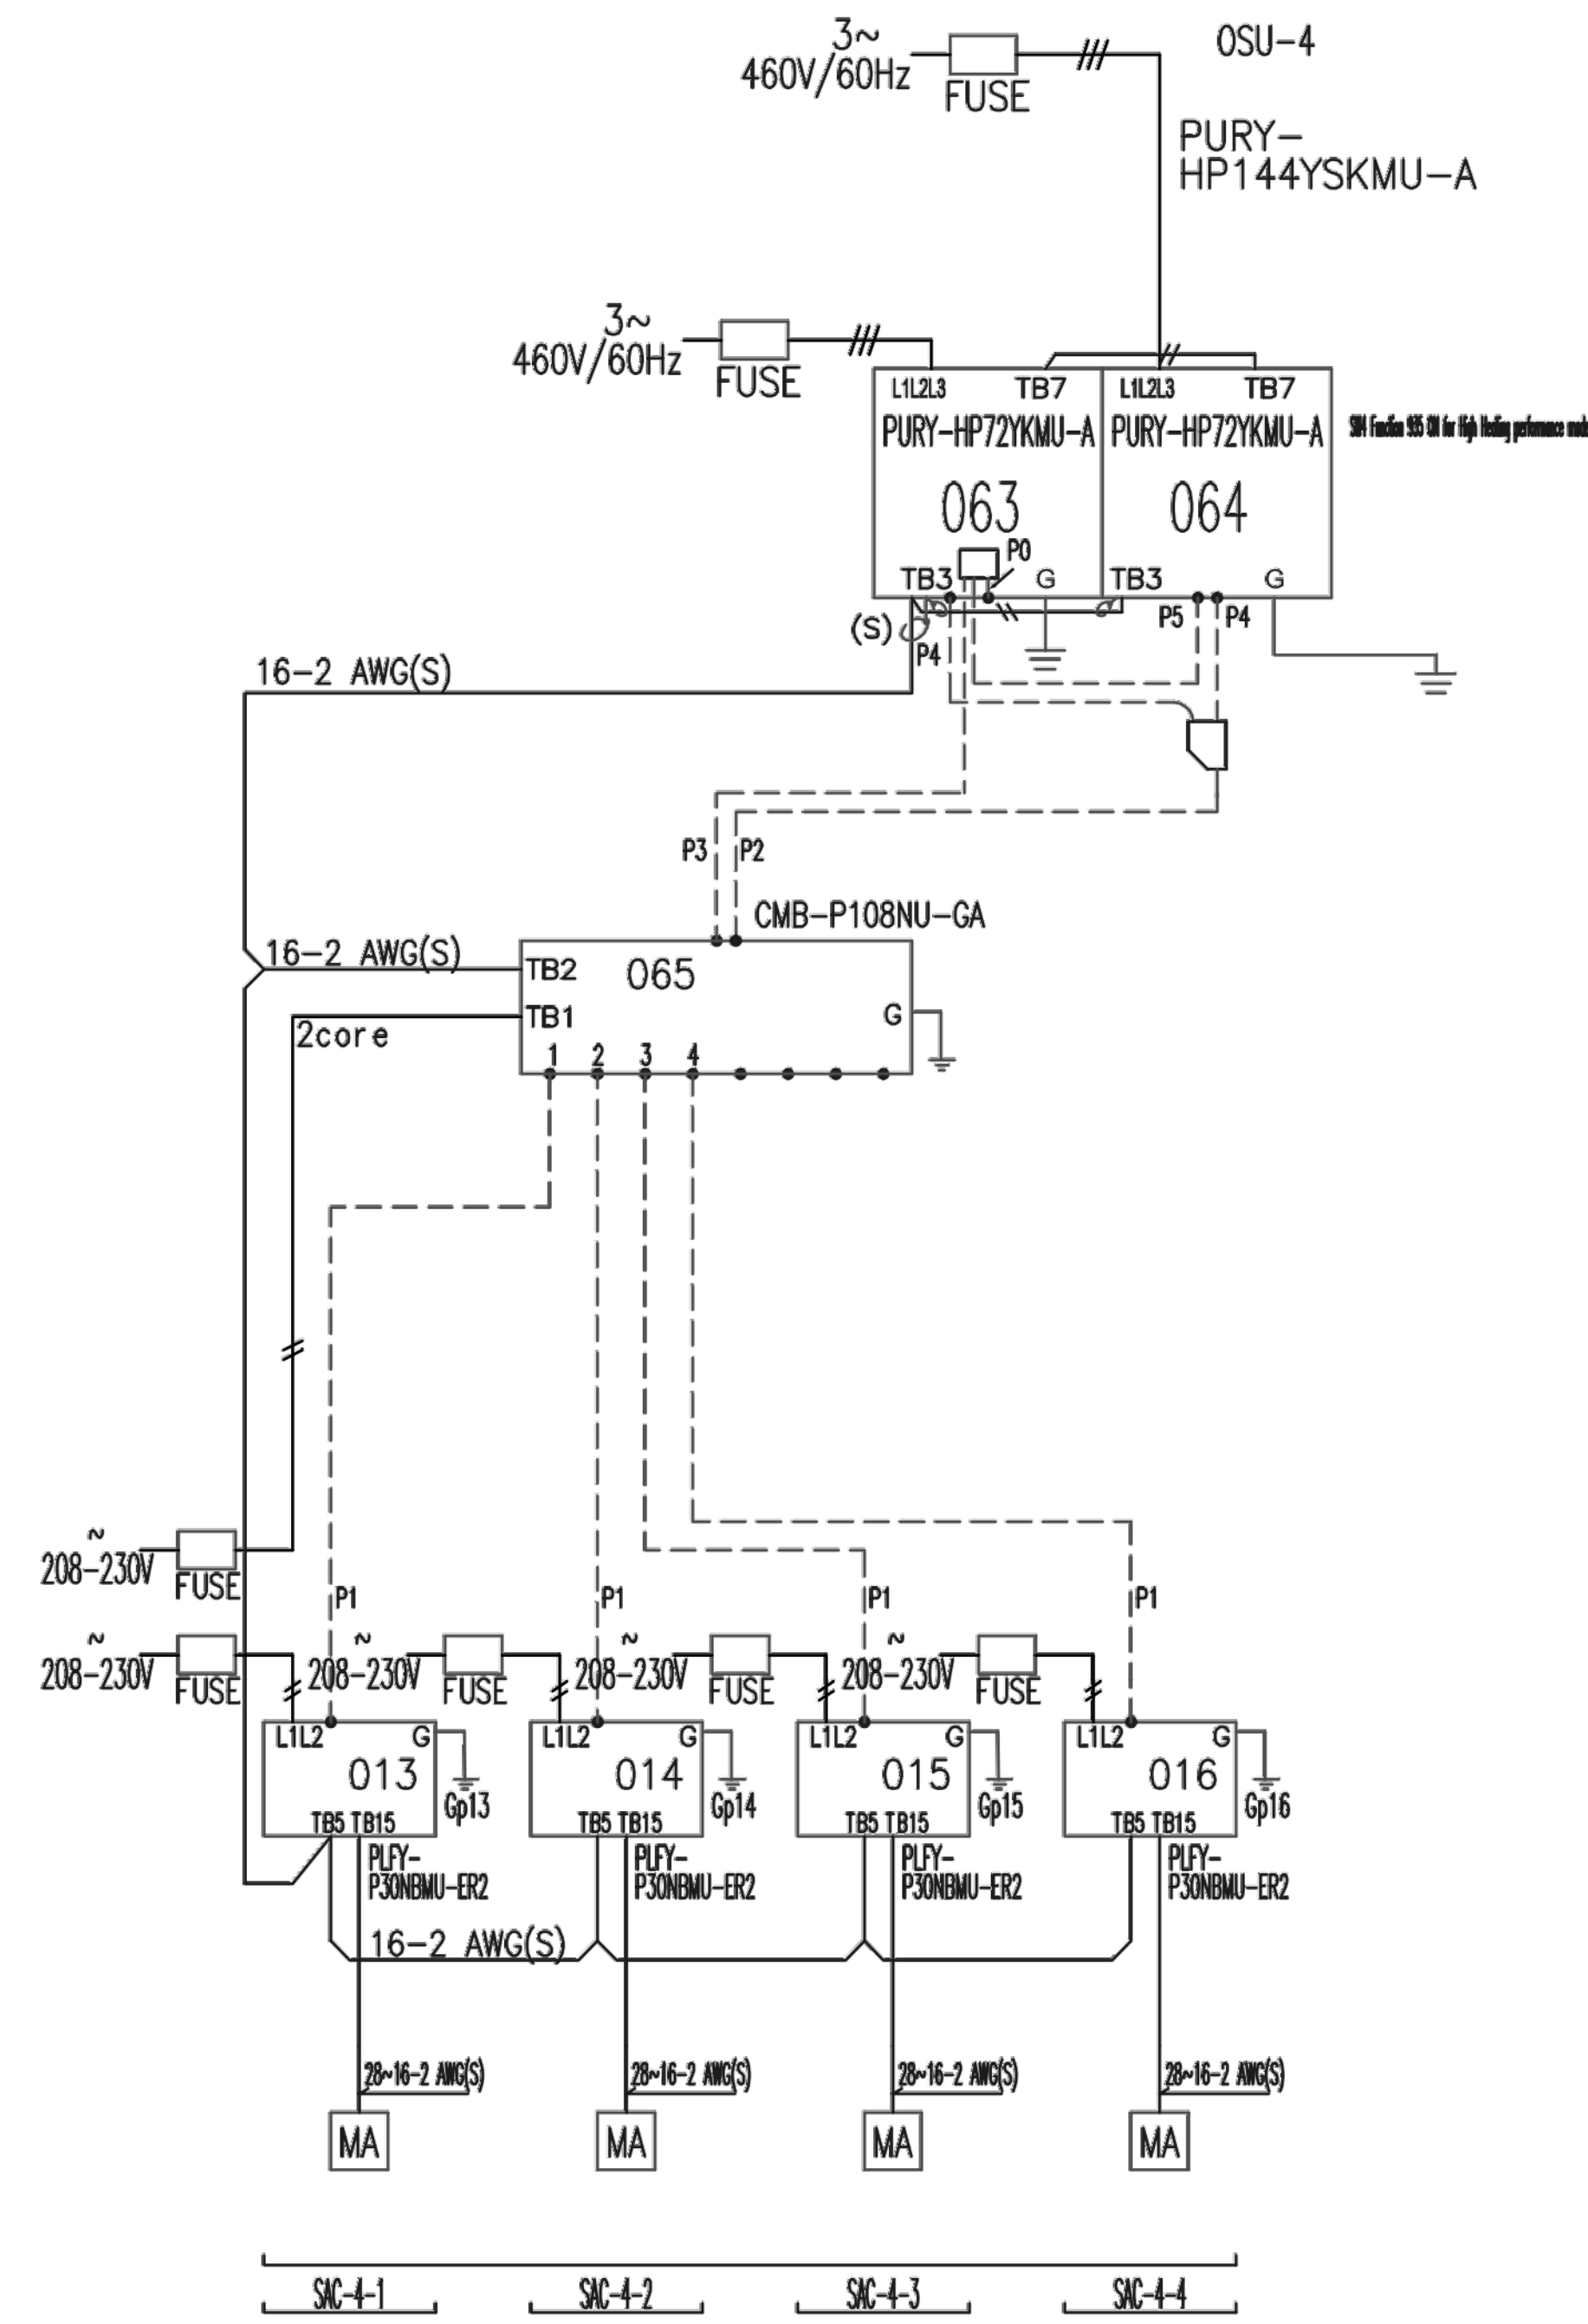 3~
460V/60Hz
FUSE
OSU-4
PURY-
HP144YSKMU-A
3~
460V/60Hz
FUSE
L1L2L3 TB7 L1L2L3 TB7
PURY-HP72YKMU-A PURY-HP72YKMU-A
for High Heating performance mode
063 064
P0
TB3 G TB3 G
(S) P4 P5 P4
16-2 AWG(S)
P3 P2
CMB-P108NU-GA
16-2 AWG(S)
TB2 065
TB1 G
2core
1 2 3 4
~
208-230V FUSE
P1 P1 P1 P1
~ ~ ~ ~
208-230V 208-230V 208-230V 208-230V
FUSE FUSE FUSE FUSE
L1L2 G L1L2 G L1L2 G L1L2 G
013 014 015 016
Gp13 Gp14 Gp15 Gp16
TB5 TB15 TB5 TB15 TB5 TB15 TB5 TB15
PLFY- PLFY- PLFY- PLFY-
P30NBMU-ER2 P30NBMU-ER2 P30NBMU-ER2 P30NBMU-ER2
16-2 AWG(S)
28~16-2 AWG(S) 28~16-2 AWG(S) 28~16-2 AWG(S) 28~16-2 AWG(S)
MA MA MA MA
SAC-4-1 SAC-4-2 SAC-4-3 SAC-4-4